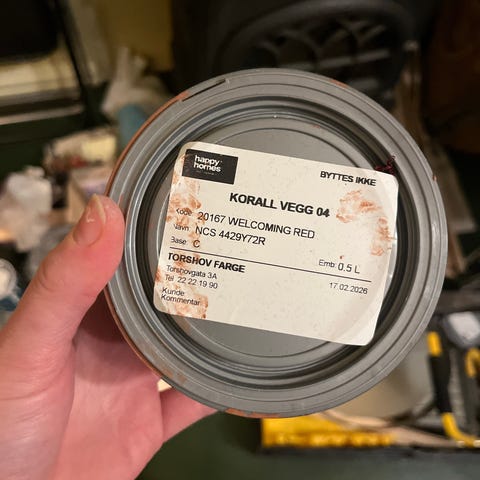 happy homes
BYTTES IKKE
KORALL VEGG 04
Kode: 20167 WELCOMING RED
Navn NCS 4429Y72R
Base C
Emb: 0.5 L
TORSHOV FARGE
Torshovgata 3A
17.02.2026
Tel 22 22 19 90
Kunde
Kommentar